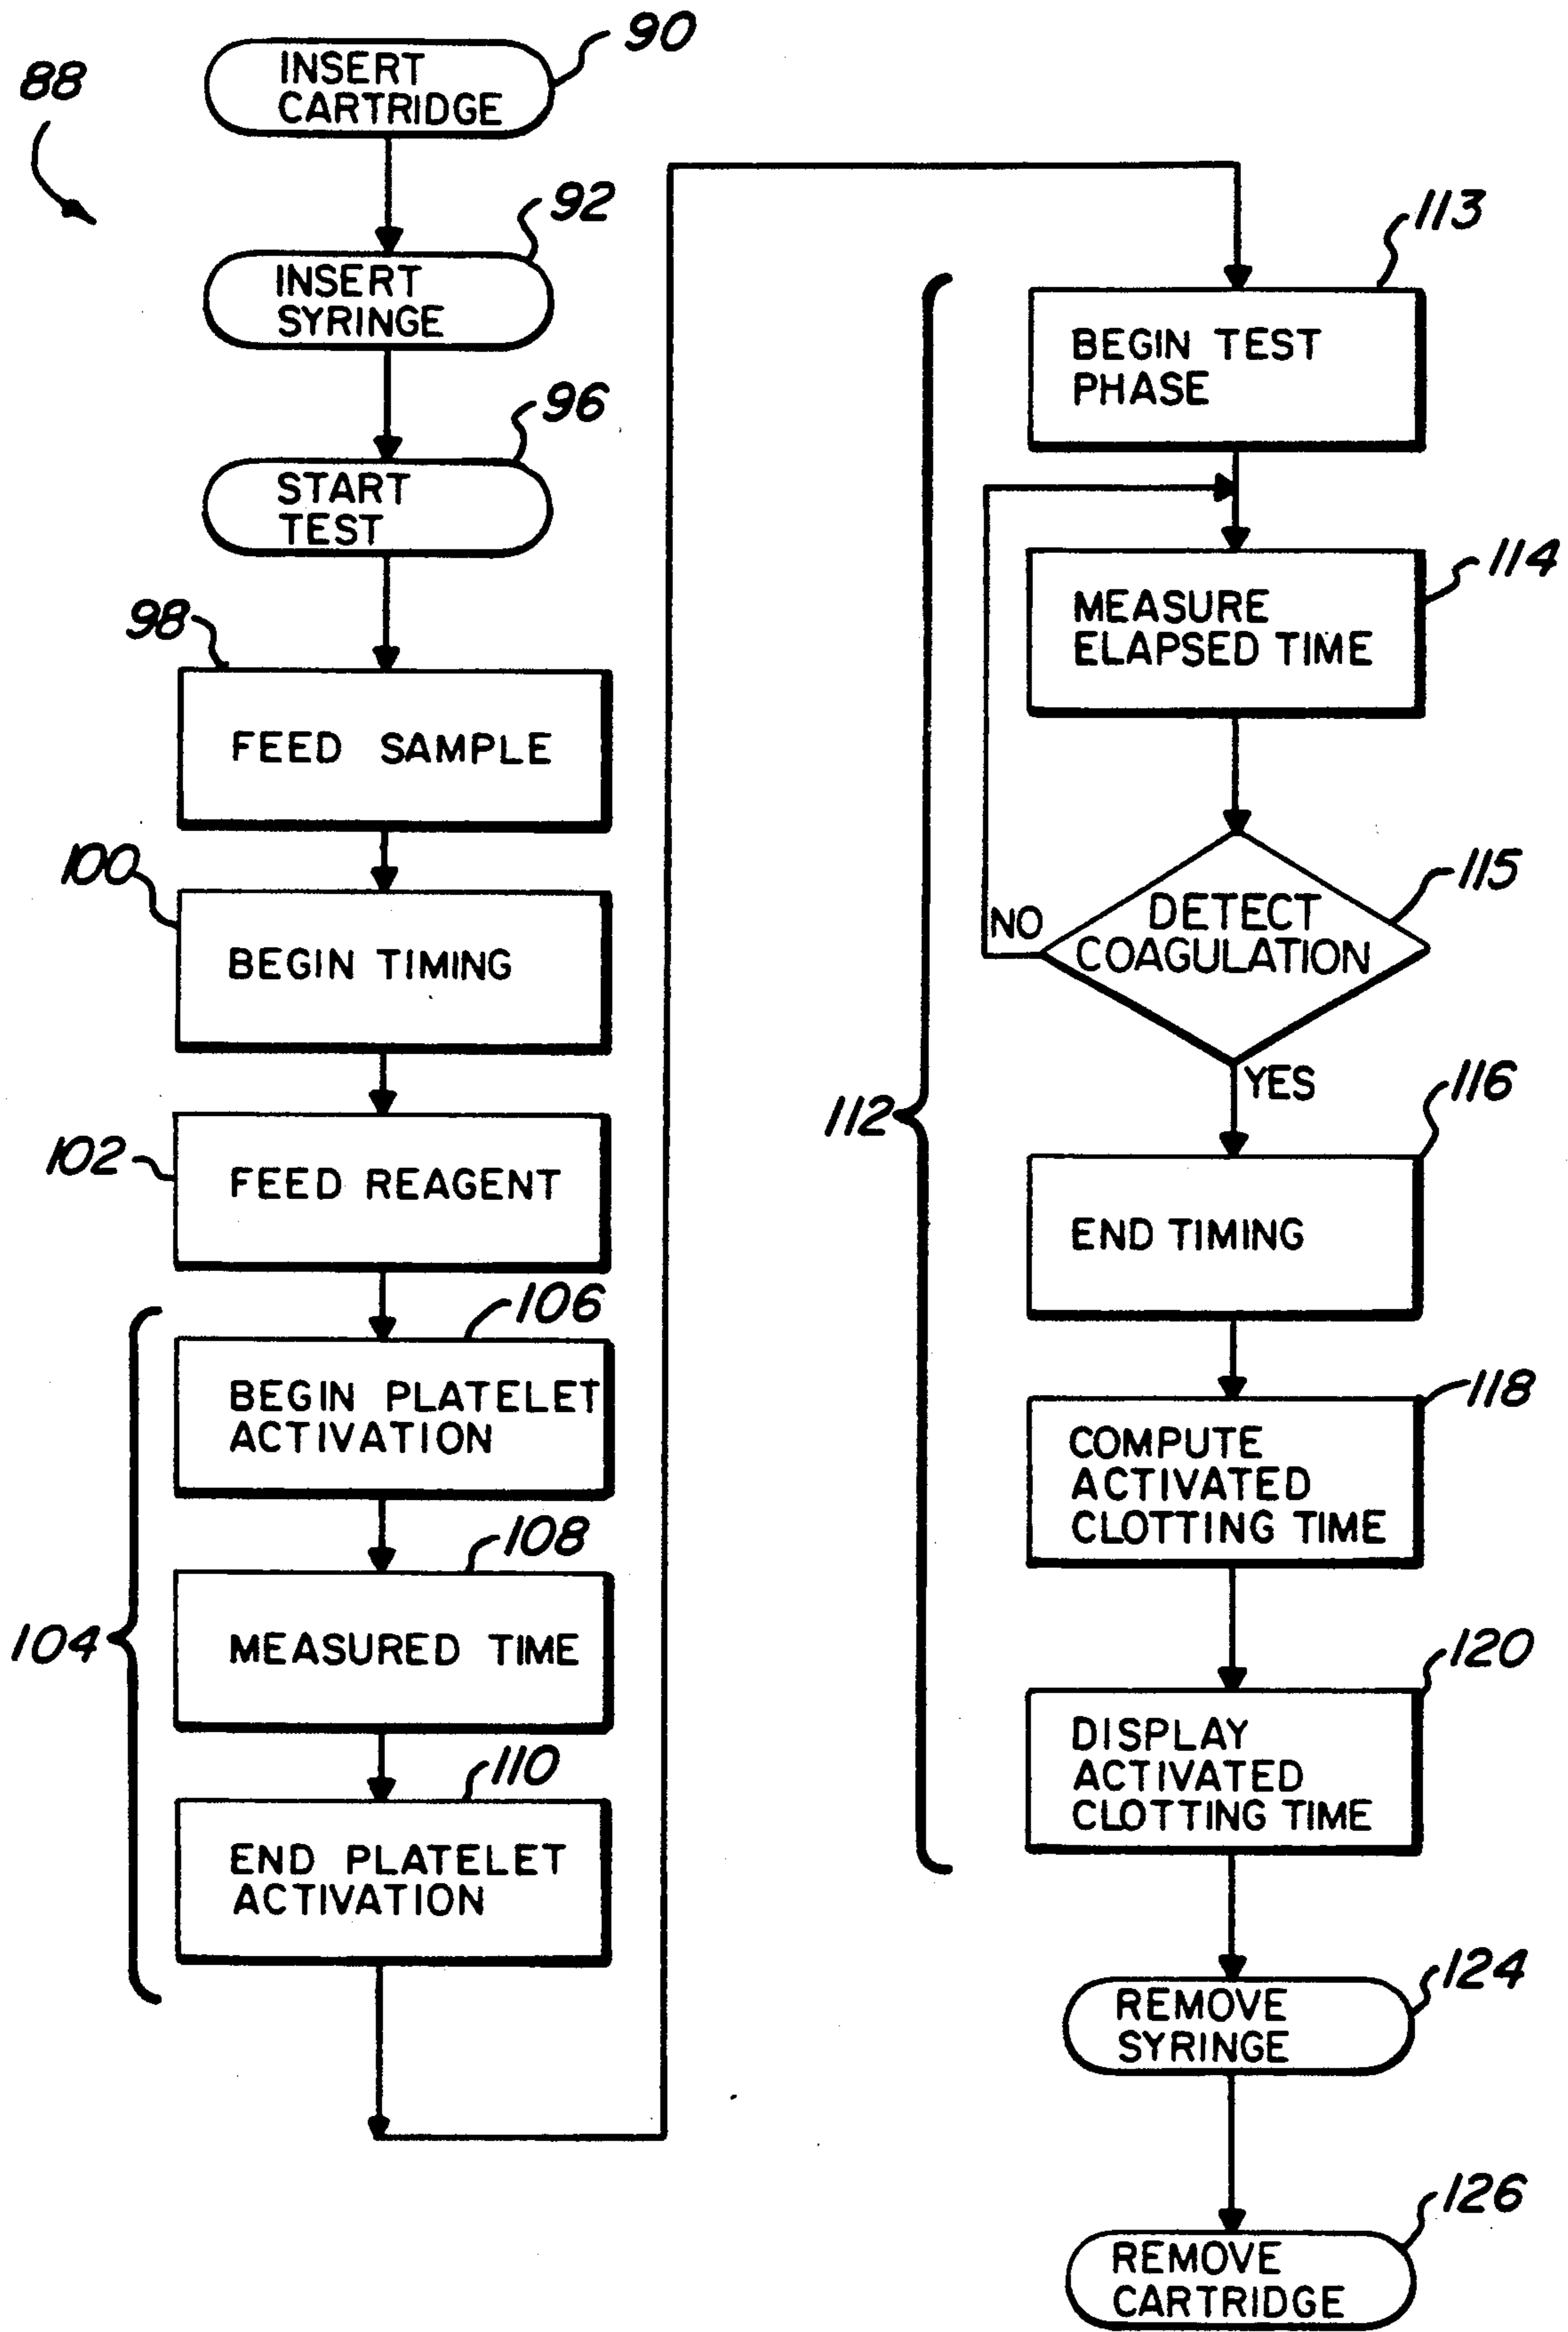 88
90
INSERT
CARTRIDGE
92
INSERT
SYRINGE
96
START
TEST
98
FEED SAMPLE
100
BEGIN TIMING
102
FEED REAGENT
104
106
BEGIN PLATELET
ACTIVATION
108
MEASURED TIME
110
END PLATELET
ACTIVATION
112
113
BEGIN TEST
PHASE
114
MEASURE
ELAPSED TIME
115
DETECT
COAGULATION
NO
YES
116
END TIMING
118
COMPUTE
ACTIVATED
CLOTTING TIME
120
DISPLAY
ACTIVATED
CLOTTING TIME
124
REMOVE
SYRINGE
126
REMOVE
CARTRIDGE